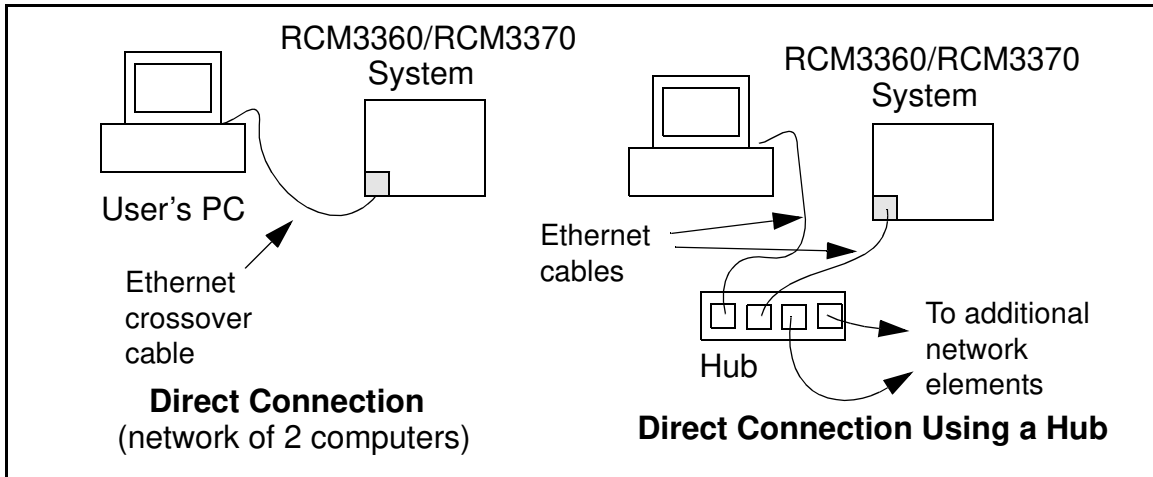 RCM3360/RCM3370
System
User's PC
Ethernet
crossover
cable
Direct Connection
(network of 2 computers)
RCM3360/RCM3370
System
Ethernet
cables
Hub
To additional
network
elements
Direct Connection Using a Hub